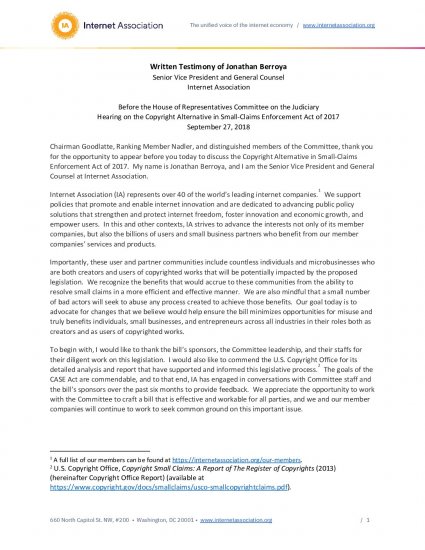 IA Internet Association
The unified voice of the internet economy / www.internetassociation.org
Written Testimony of Jonathan Berroya
Senior Vice President and General Counsel
Internet Association
Before the House of Representatives Committee on the Judiciary
Hearing on the Copyright Alternative in Small-Claims Enforcement Act of 2017
September 27, 2018
Chairman Goodlatte, Ranking Member Nadler, and distinguished members of the Committee, thank you
for the opportunity to appear before you today to discuss the Copyright Alternative in Small-Claims
Enforcement Act of 2017. My name is Jonathan Berroya, and I am the Senior Vice President and General
Counsel at Internet Association.
Internet Association (IA) represents over 40 of the world's leading internet companies.1 We support
policies that promote and enable internet innovation and are dedicated to advancing public policy
solutions that strengthen and protect internet freedom, foster innovation and economic growth, and
empower users. In this and other contexts, IA strives to advance the interests not only of its member
companies, but also the billions of users and small business partners who benefit from our member
companies' services and products.
Importantly, these user and partner communities include countless individuals and microbusinesses who
are both creators and users of copyrighted works that will be potentially impacted by the proposed
legislation. We recognize the benefits that would accrue to these communities from the ability to
resolve small claims in a more efficient and effective manner. We are also mindful that a small number
of bad actors will seek to abuse any process created to achieve those benefits. Our goal today is to
advocate for changes that we believe would help ensure the bill minimizes opportunities for misuse and
truly benefits individuals, small businesses, and entrepreneurs across all industries in their roles both as
creators and as users of copyrighted works.
To begin with, I would like to thank the bill's sponsors, the Committee leadership, and their staffs for
their diligent work on this legislation. I would also like to commend the U.S. Copyright Office for its
detailed analysis and report that have supported and informed this legislative process.2 The goals of the
CASE Act are commendable, and to that end, IA has engaged in conversations with Committee staff and
the bill's sponsors over the past six months to provide feedback. We appreciate the opportunity to work
with the Committee to craft a bill that is effective and workable for all parties, and we and our member
companies will continue to work to seek common ground on this important issue.
1 A full list of our members can be found at https://internetassociation.org/our-members.
2 U.S. Copyright Office, Copyright Small Claims: A Report of The Register of Copyrights (2013)
(hereinafter Copyright Office Report) (available at
https://www.copyright.gov/docs/smallclaims/usco-smallcopyrightclaims.pdf).
660 North Capitol St. NW, #200 • Washington, DC 20001 • www.internetassociation.org / 1